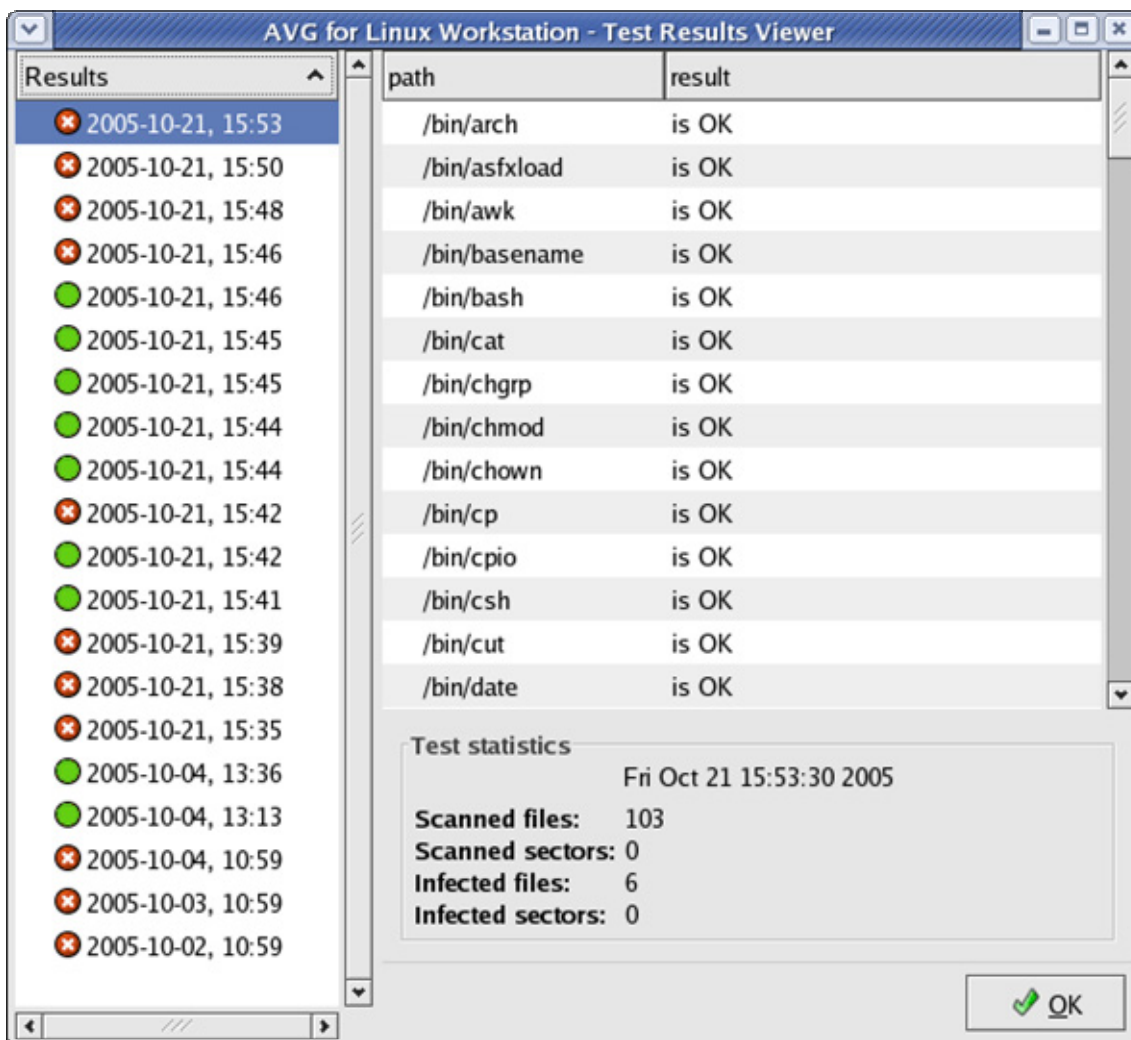 AVG for Linux Workstation - Test Results Viewer
Results
2005-10-21, 15:53
2005-10-21, 15:50
2005-10-21, 15:48
2005-10-21, 15:46
2005-10-21, 15:46
2005-10-21, 15:45
2005-10-21, 15:45
2005-10-21, 15:44
2005-10-21, 15:44
2005-10-21, 15:42
2005-10-21, 15:42
2005-10-21, 15:41
2005-10-21, 15:39
2005-10-21, 15:38
2005-10-21, 15:35
2005-10-04, 13:36
2005-10-04, 13:13
2005-10-04, 10:59
2005-10-03, 10:59
2005-10-02, 10:59
path result
/bin/arch is OK
/bin/asfxload is OK
/bin/awk is OK
/bin/basename is OK
/bin/bash is OK
/bin/cat is OK
/bin/chgrp is OK
/bin/chmod is OK
/bin/chown is OK
/bin/cp is OK
/bin/cpio is OK
/bin/csh is OK
/bin/cut is OK
/bin/date is OK
Test statistics
Fri Oct 21 15:53:30 2005
Scanned files: 103
Scanned sectors: 0
Infected files: 6
Infected sectors: 0
OK